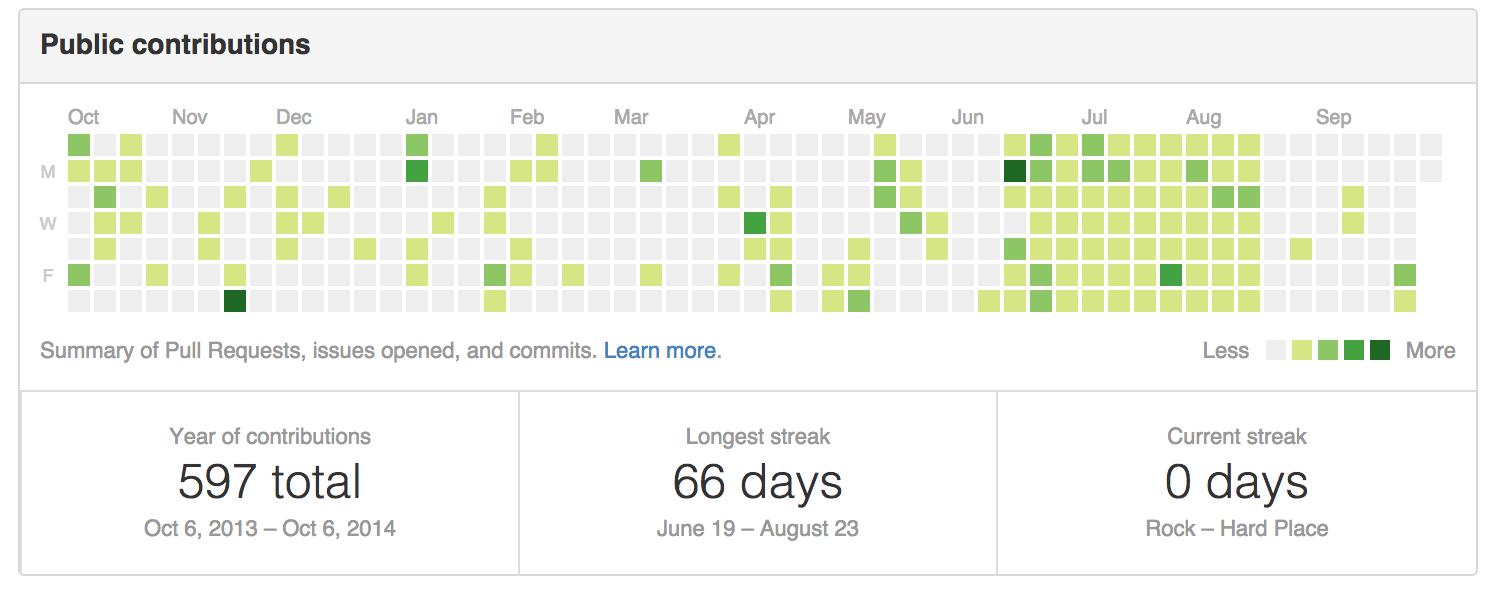 Public contributions
Oct Nov Dec Jan Feb Mar Apr May Jun Jul Aug Sep
M
W
F
Summary of Pull Requests, issues opened, and commits. Learn more.
Less More
Year of contributions
597 total
Oct 6, 2013 – Oct 6, 2014
Longest streak
66 days
June 19 – August 23
Current streak
0 days
Rock – Hard Place